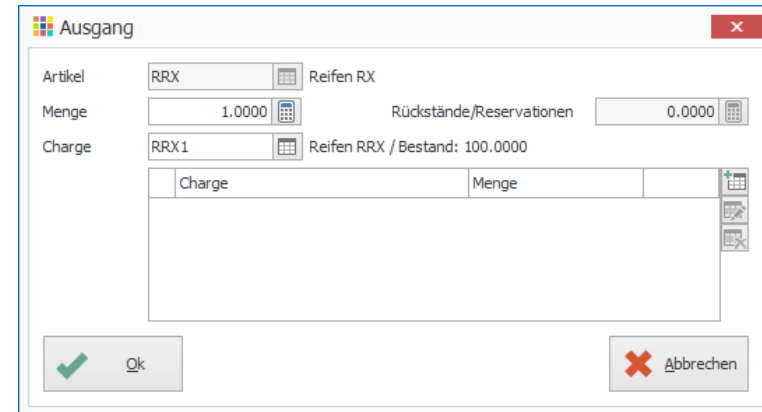 Ausgang
Artikel RRX Reifen RX
Menge 1.0000 Rückstände/Reservationen 0.0000
Charge RRX1 Reifen RRX / Bestand: 100.0000
Charge Menge
Ok Abbrechen